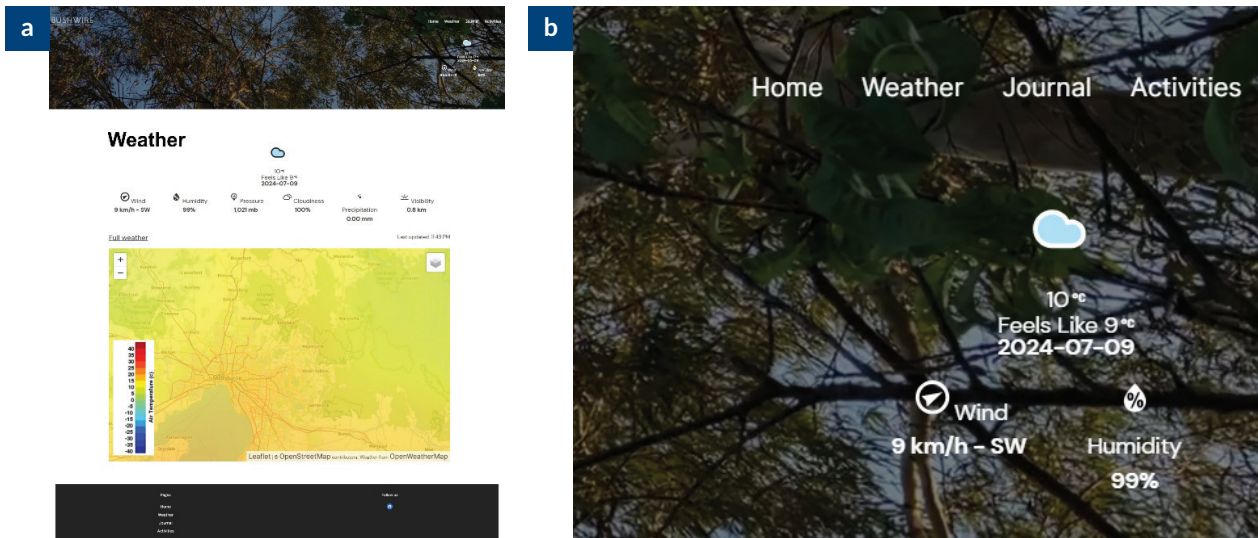 a
BUSHWIRE
Home Weather Journal Activities
Weather
10°C
Feels Like 9°C
2024-07-09
Wind
9 km/h - SW
Humidity
99%
Pressure
1,021 mb
Cloudiness
100%
Precipitation
0.00 mm
Visibility
0.8 km
Full weather
Last updated 11:43 PM
+
−
40
35
30
25
20
15
10
5
0
-5
-10
-15
-20
-25
-30
-35
-40
Air Temperature (c)
Leaflet | © OpenStreetMap contributors, Weather from OpenWeatherMap
Pages
Home
Weather
Journal
Activities
Follow us
b
Home Weather Journal Activities
10°C
Feels Like 9°C
2024-07-09
Wind
9 km/h - SW
%
Humidity
99%